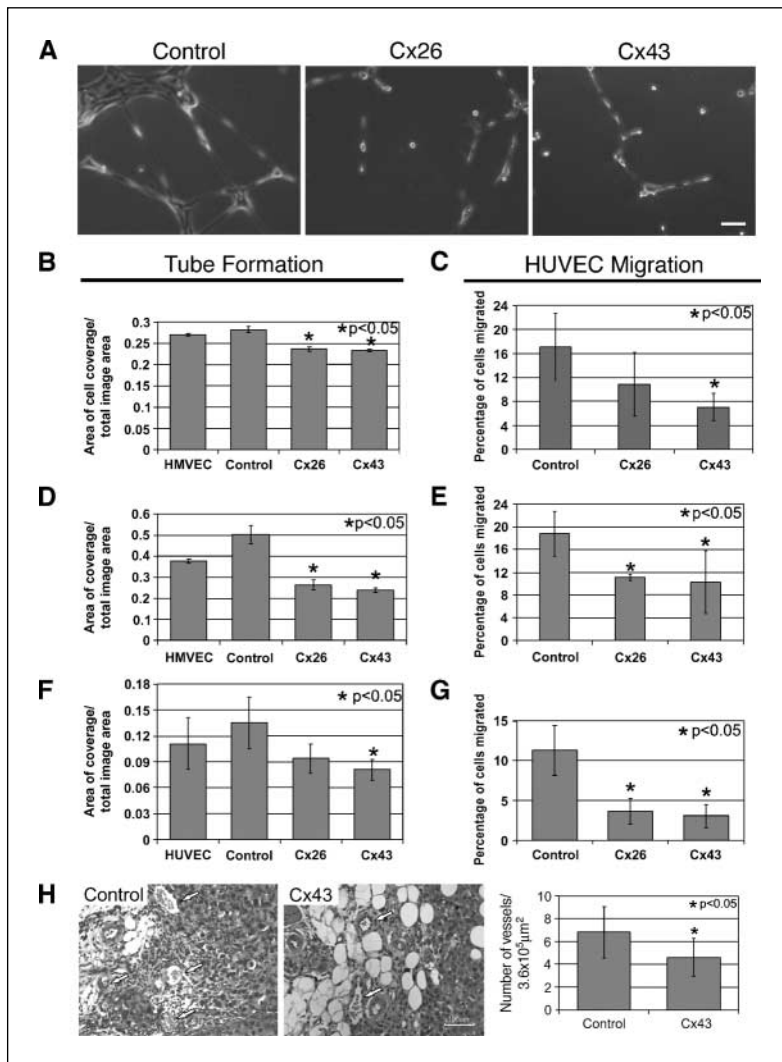 A
Control
Cx26
Cx43
B
Tube Formation
C
HUVEC Migration
Area of cell coverage/
total image area
0.3
0.25
0.2
0.15
0.1
0.05
0
*p<0.05
*
*
HMVEC Control Cx26 Cx43
Percentage of cells migrated
24
20
16
12
8
4
0
*p<0.05
*
Control Cx26 Cx43
D
Area of coverage/
total image area
0.6
0.5
0.4
0.3
0.2
0.1
0
*p<0.05
*
*
HMVEC Control Cx26 Cx43
E
Percentage of cells migrated
24
20
16
12
8
4
0
*p<0.05
*
*
Control Cx26 Cx43
F
Area of coverage/
total image area
0.18
0.15
0.12
0.09
0.06
0.03
0
* p<0.05
*
HUVEC Control Cx26 Cx43
G
Percentage of cells migrated
15
10
5
0
* p<0.05
*
*
Control Cx26 Cx43
H
Control
Cx43
Number of vessels/
3.6x10⁵µm²
10
8
6
4
2
0
*p<0.05
*
Control Cx43